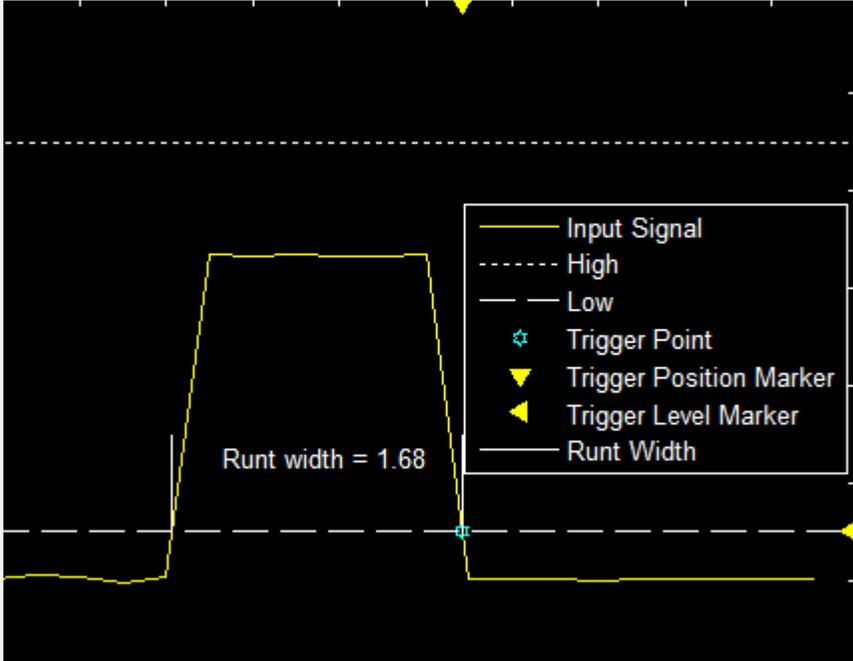 Input Signal
High
Low
Trigger Point
Trigger Position Marker
Trigger Level Marker
Runt Width
Runt width = 1.68